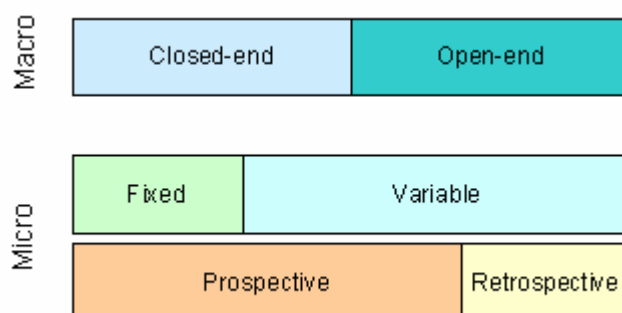 Macro
Closed-end Open-end
Micro
Fixed Variable
Prospective Retrospective